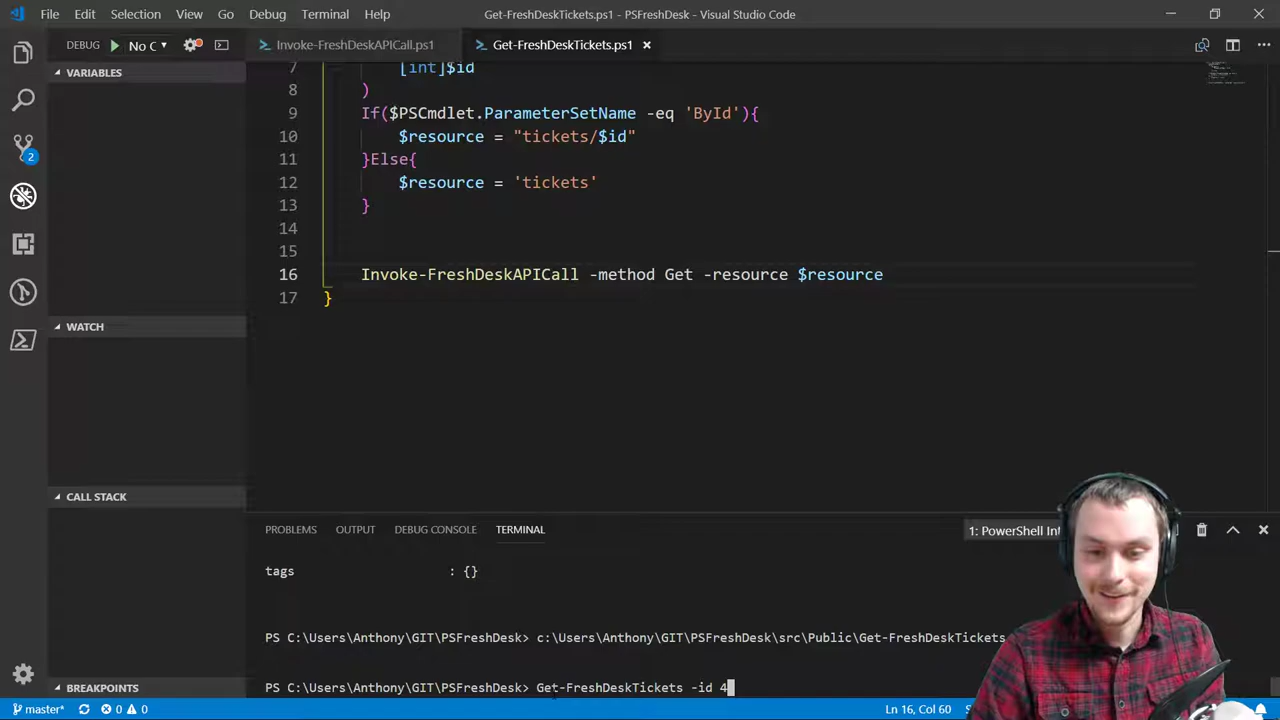 File Edit Selection View Go Debug Terminal Help
Get-FreshDeskTickets.ps1 - PSFreshDesk - Visual Studio Code
DEBUG No C
Invoke-FreshDeskAPICall.ps1
Get-FreshDeskTickets.ps1
VARIABLES
7 [int]$id
8 )
9 If($PSCmdlet.ParameterSetName -eq 'ById'){
10 $resource = "tickets/$id"
11 }Else{
12 $resource = 'tickets'
13 }
14
15
16 Invoke-FreshDeskAPICall -method Get -resource $resource
17 }
2
WATCH
CALL STACK
BREAKPOINTS
PROBLEMS OUTPUT DEBUG CONSOLE TERMINAL
1: PowerShell Int
tags : {}
PS C:\Users\Anthony\GIT\PSFreshDesk> c:\Users\Anthony\GIT\PSFreshDesk\src\Public\Get-FreshDeskTickets
PS C:\Users\Anthony\GIT\PSFreshDesk> Get-FreshDeskTickets -id 4
master* 0 0
Ln 16, Col 60